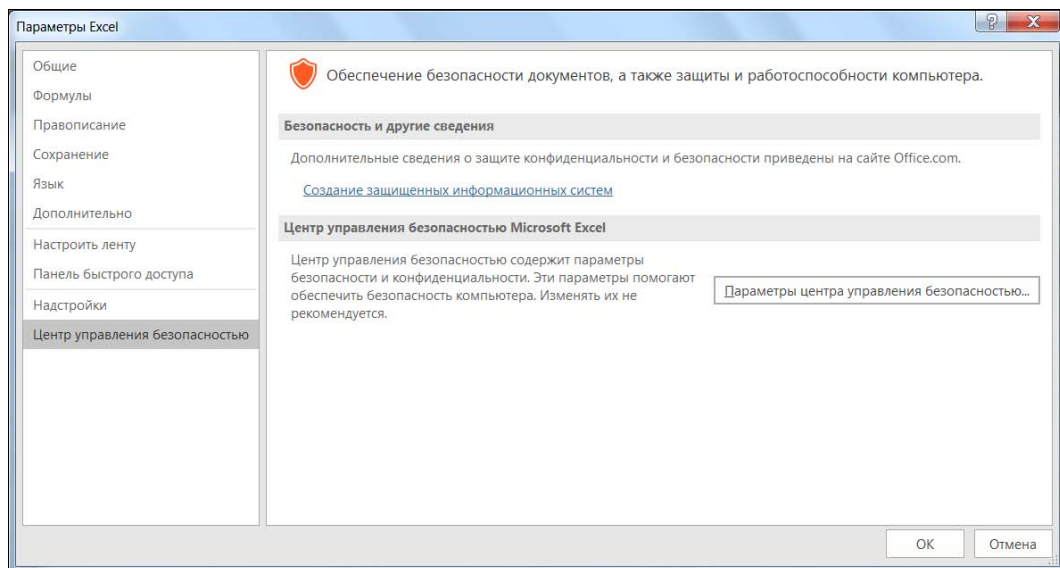 Параметры Excel
Общие
Формулы
Правописание
Сохранение
Язык
Дополнительно
Настроить ленту
Панель быстрого доступа
Надстройки
Центр управления безопасностью
Обеспечение безопасности документов, а также защиты и работоспособности компьютера.
Безопасность и другие сведения
Дополнительные сведения о защите конфиденциальности и безопасности приведены на сайте Office.com.
Создание защищенных информационных систем
Центр управления безопасностью Microsoft Excel
Центр управления безопасностью содержит параметры
безопасности и конфиденциальности. Эти параметры помогают
обеспечить безопасность компьютера. Изменять их не
рекомендуется.
Параметры центра управления безопасностью...
ОК
Отмена